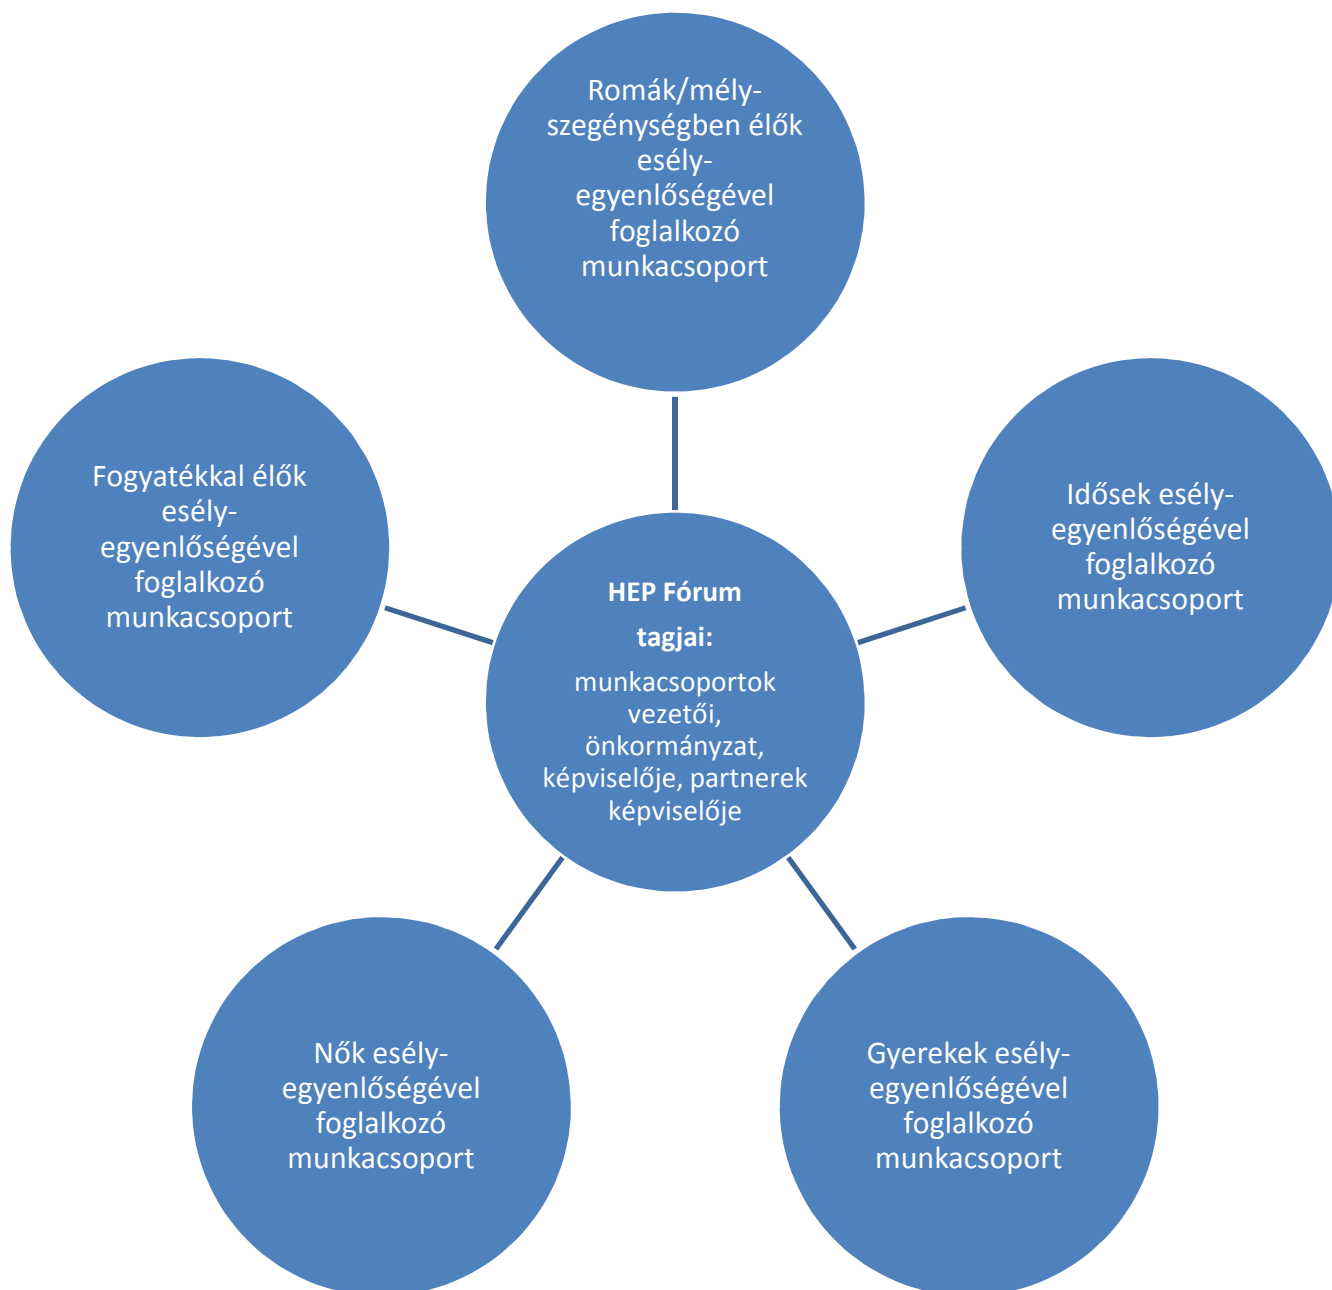 Romák/mély-
szegénységben élők
esély-
egyenlőségével
foglalkozó
munkacsoport
Fogyatékkal élők
esély-
egyenlőségével
foglalkozó
munkacsoport
Idősek esély-
egyenlőségével
foglalkozó
munkacsoport
HEP Fórum
tagjai:
munkacsoportok
vezetői,
önkormányzat,
képviselője, partnerek
képviselője
Nők esély-
egyenlőségével
foglalkozó
munkacsoport
Gyerekek esély-
egyenlőségével
foglalkozó
munkacsoport